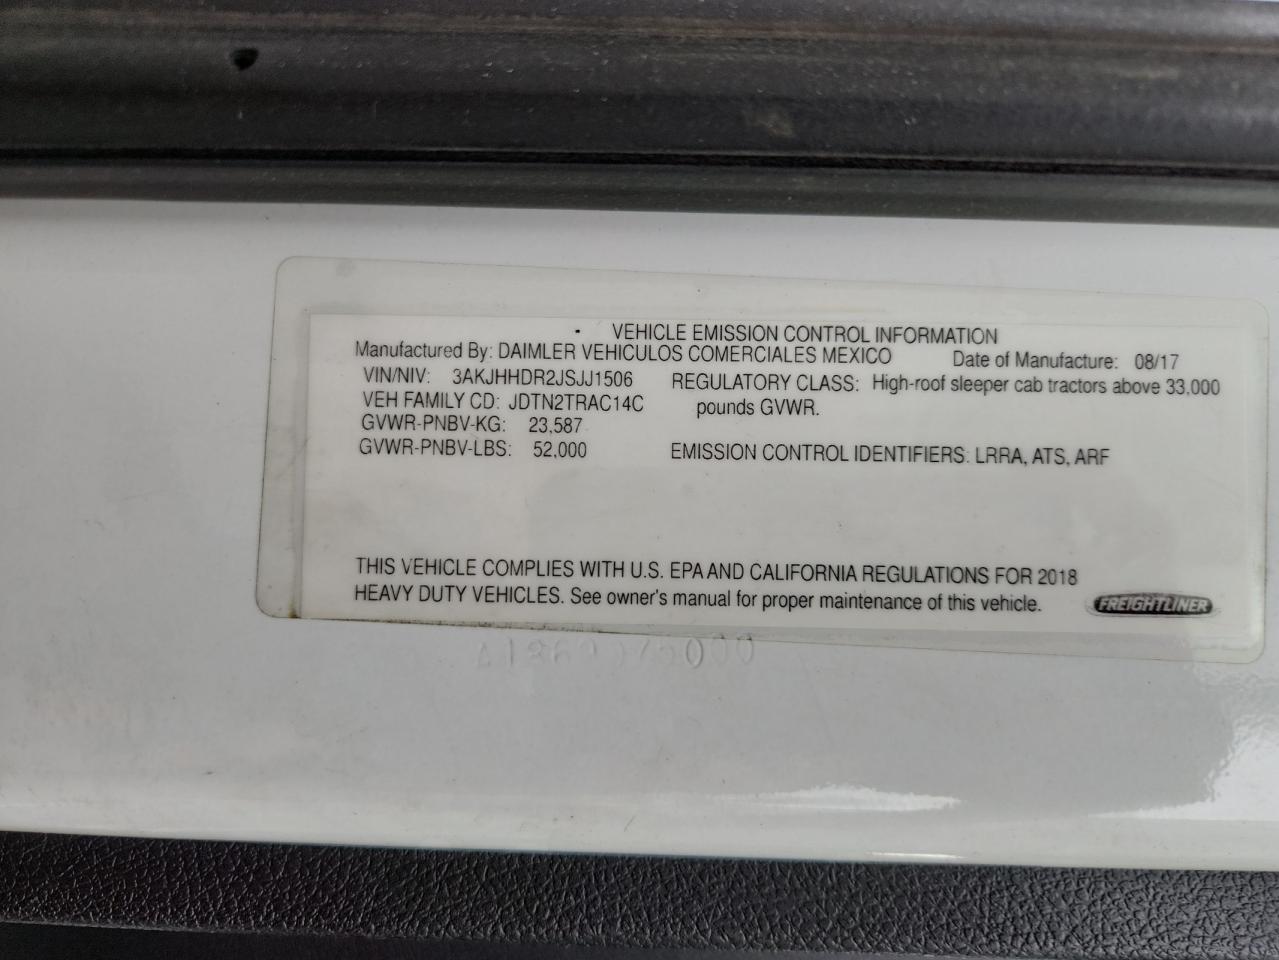 VEHICLE EMISSION CONTROL INFORMATION
Manufactured By: DAIMLER VEHICULOS COMERCIALES MEXICO Date of Manufacture: 08/17
VIN/NIV: 3AKJHHDR2JSJJ1506 REGULATORY CLASS: High-roof sleeper cab tractors above 33,000
VEH FAMILY CD: JDTN2TRAC14C pounds GVWR.
GVWR-PNBV-KG: 23,587
GVWR-PNBV-LBS: 52,000 EMISSION CONTROL IDENTIFIERS: LRRA, ATS, ARF
THIS VEHICLE COMPLIES WITH U.S. EPA AND CALIFORNIA REGULATIONS FOR 2018
HEAVY DUTY VEHICLES. See owner's manual for proper maintenance of this vehicle.
FREIGHTLINER